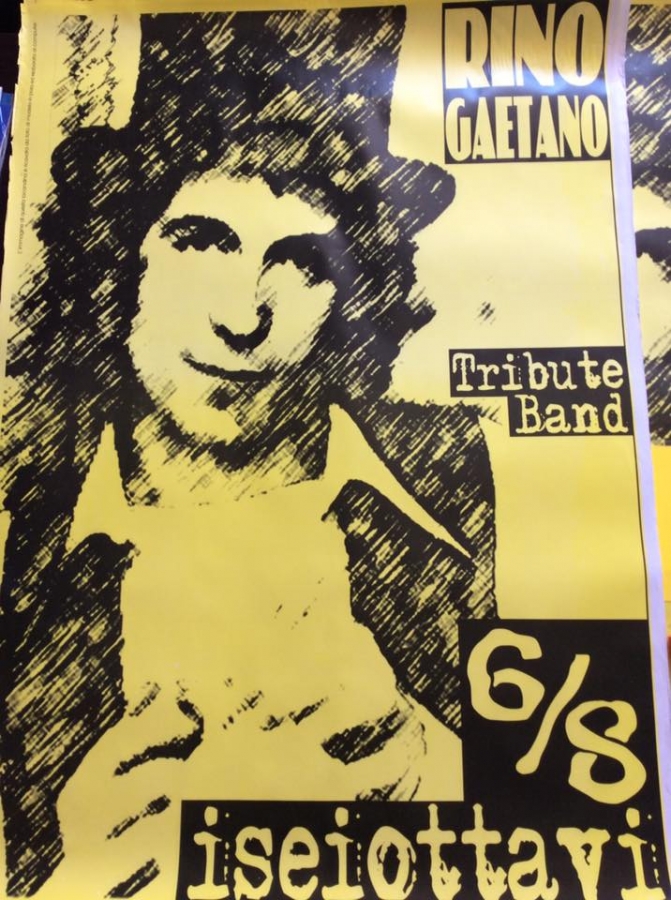 RINO
GAETANO
Tribute
Band
6/8
iseiottavi